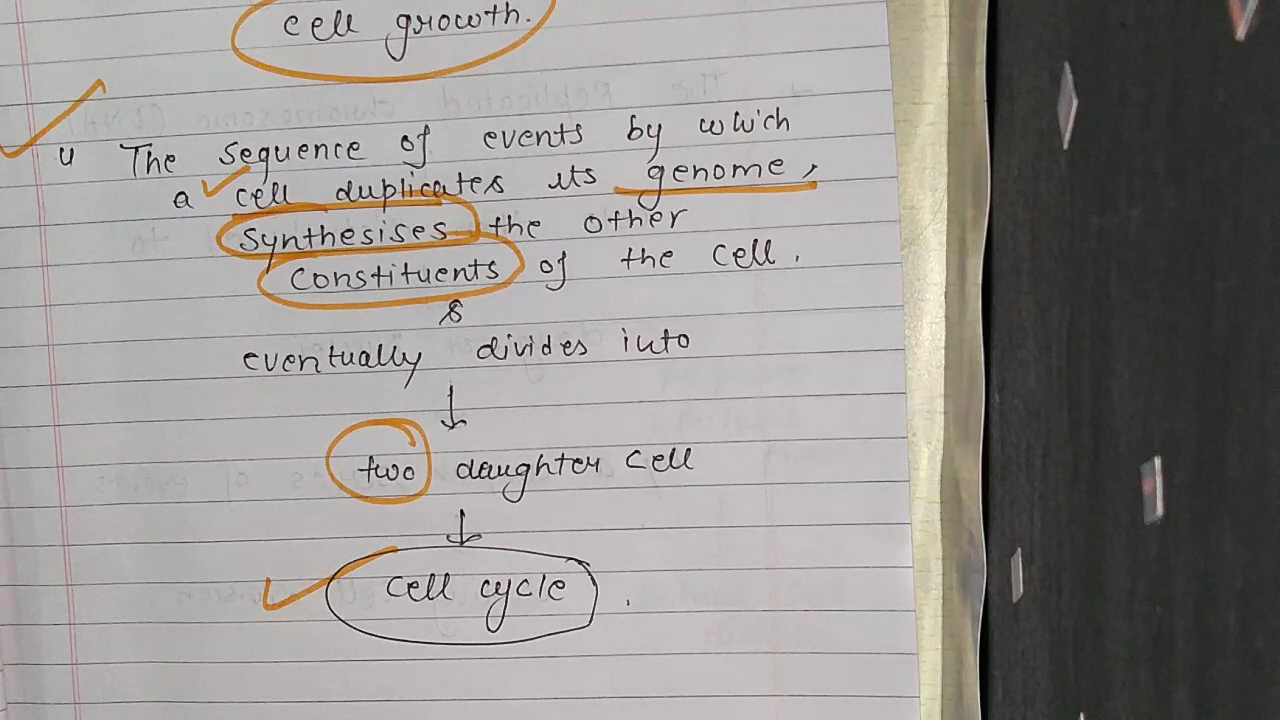 cell growth.
u The sequence of events by which
a cell duplicates its genome,
synthesises the other
constituents of the cell.
&
eventually divides into
↓
two daughter cell
↓
cell cycle .